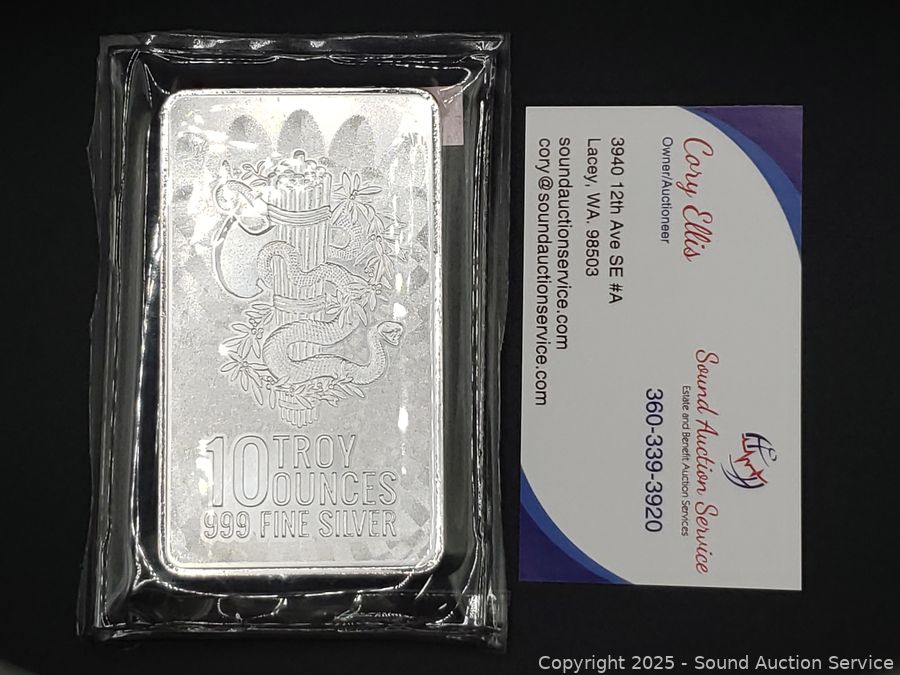 10 TROY
OUNCES
999 FINE SILVER
Cory Ellis
Owner/Auctioneer
3940 12th Ave SE #A
Lacey, WA, 98503
soundauctionservice.com
cory@soundauctionservice.com
Sound Auction Service
Estate and Benefit Auction Services
360-339-3920
Copyright 2025 - Sound Auction Service